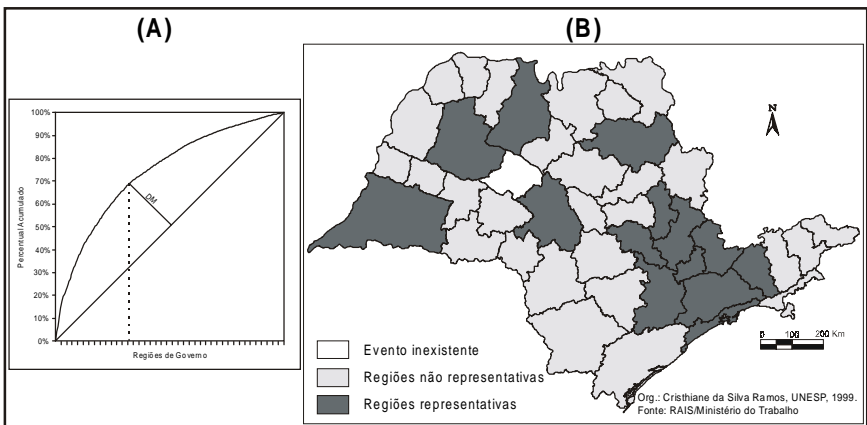 (A)
(B)
100%
90%
80%
70%
60%
50%
40%
30%
20%
10%
0%
Percentual Acumulado
DM
Regiões de Governo
N
0 100 200 Km
Evento inexistente
Regiões não representativas
Regiões representativas
Org.: Cristhiane da Silva Ramos, UNESP, 1999.
Fonte: RAIS/Ministério do Trabalho